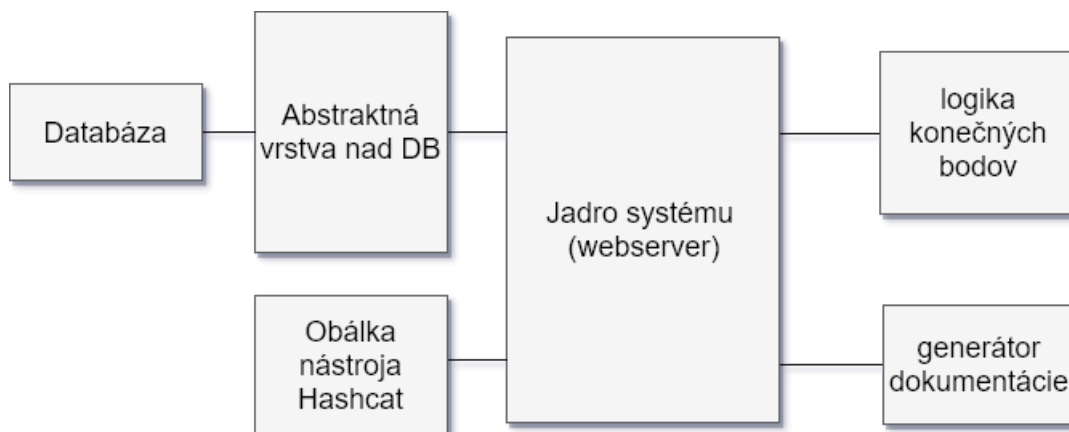 Databáza
Abstraktná
vrstva nad DB
Jadro systému
(webserver)
logika
konečných
bodov
Obálka
nástroja
Hashcat
generátor
dokumentácie